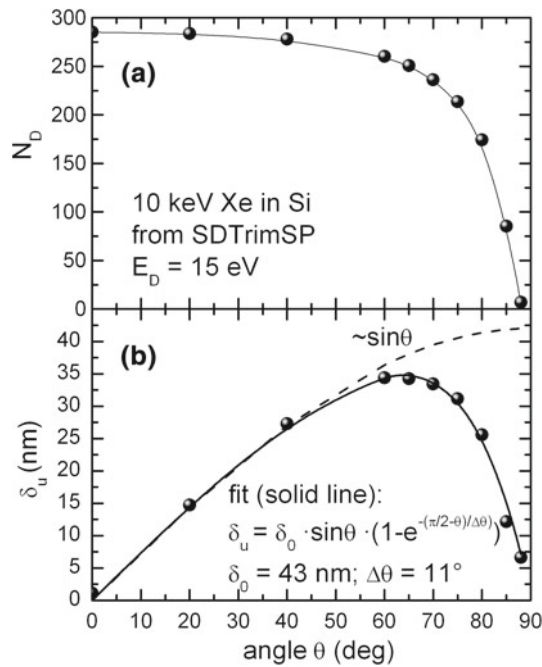 300
250
200
150
100
50
0
N_D
(a)
10 keV Xe in Si
from SDTrimSP
E_D = 15 eV
40
35
30
25
20
15
10
5
0
δ_u (nm)
(b)
~sinθ
fit (solid line):
δ_u = δ_0 ·sinθ ·(1-e^{-(π/2-θ)/Δθ})
δ_0 = 43 nm; Δθ = 11°
0 10 20 30 40 50 60 70 80 90
angle θ (deg)